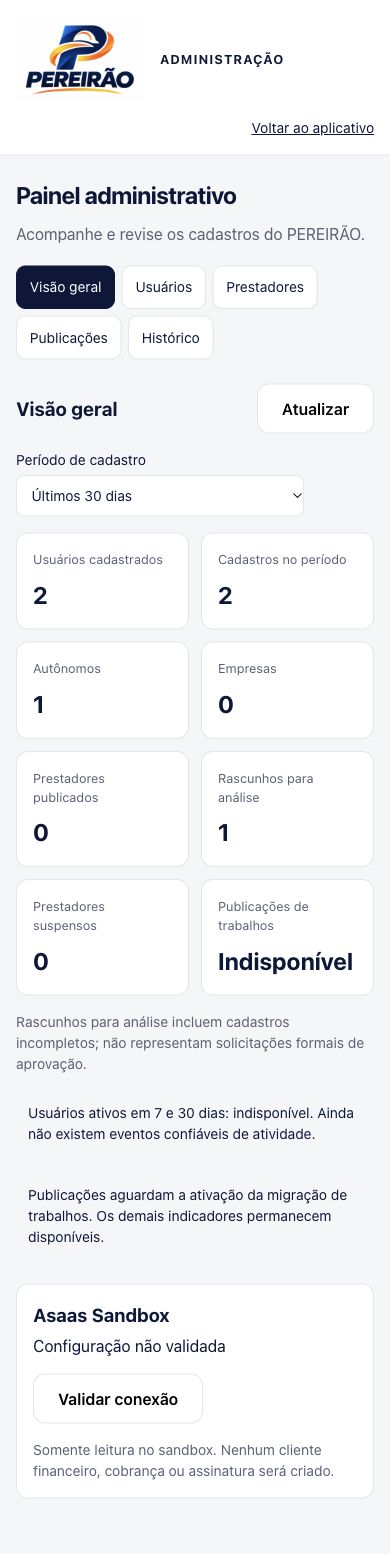 PEREIRÃO
ADMINISTRAÇÃO
Voltar ao aplicativo
Painel administrativo
Acompanhe e revise os cadastros do PEREIRÃO.
Visão geral
Usuários
Prestadores
Publicações
Histórico
Visão geral
Atualizar
Período de cadastro
Últimos 30 dias
Usuários cadastrados
2
Cadastros no período
2
Autônomos
1
Empresas
0
Prestadores
publicados
0
Rascunhos para
análise
1
Prestadores
suspensos
0
Publicações de
trabalhos
Indisponível
Rascunhos para análise incluem cadastros
incompletos; não representam solicitações formais de
aprovação.
Usuários ativos em 7 e 30 dias: indisponível. Ainda
não existem eventos confiáveis de atividade.
Publicações aguardam a ativação da migração de
trabalhos. Os demais indicadores permanecem
disponíveis.
Asaas Sandbox
Configuração não validada
Validar conexão
Somente leitura no sandbox. Nenhum cliente
financeiro, cobrança ou assinatura será criado.